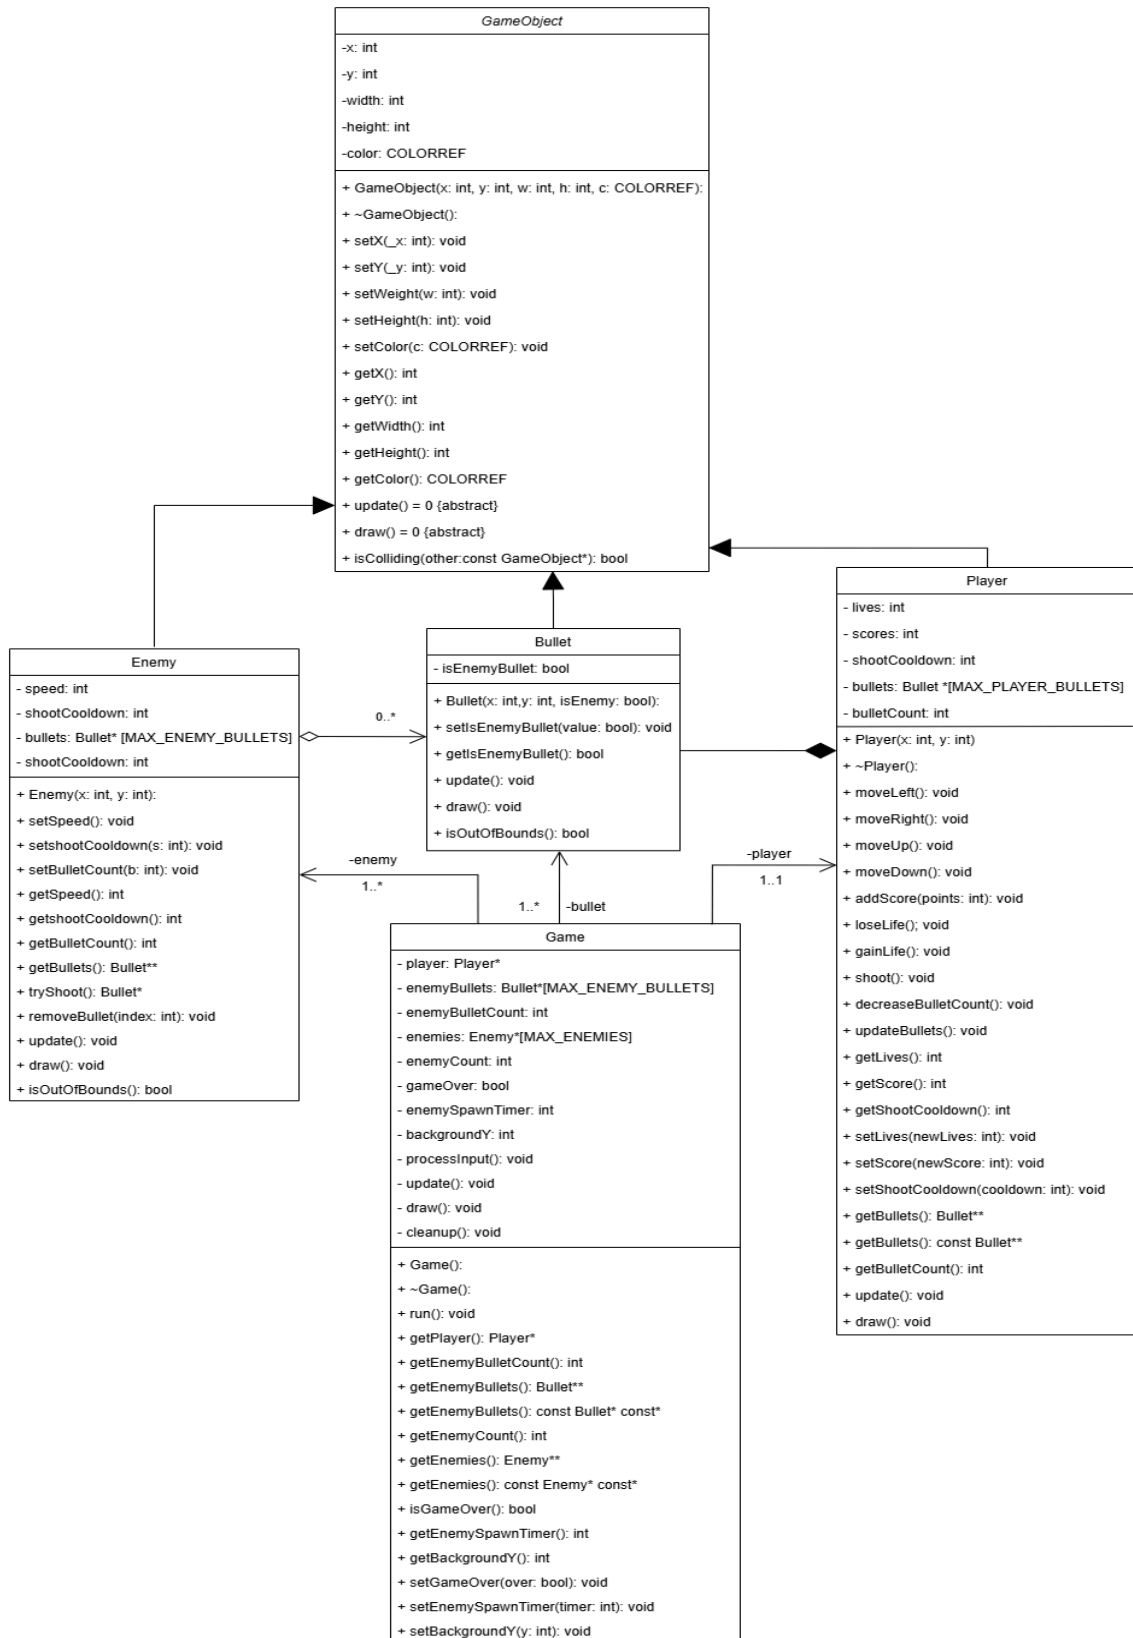 GameObject
-x: int
-y: int
-width: int
-height: int
-color: COLORREF
+ GameObject(x: int, y: int, w: int, h: int, c: COLORREF):
+ ~GameObject():
+ setX(_x: int): void
+ setY(_y: int): void
+ setWeight(w: int): void
+ setHeight(h: int): void
+ setColor(c: COLORREF): void
+ getX(): int
+ getY(): int
+ getWidth(): int
+ getHeight(): int
+ getColor(): COLORREF
+ update() = 0 {abstract}
+ draw() = 0 {abstract}
+ isColliding(other:const GameObject*): bool
Enemy
- speed: int
- shootCooldown: int
- bullets: Bullet* [MAX_ENEMY_BULLETS]
- shootCooldown: int
+ Enemy(x: int, y: int):
+ setSpeed(): void
+ setshootCooldown(s: int): void
+ setBulletCount(b: int): void
+ getSpeed(): int
+ getshootCooldown(): int
+ getBulletCount(): int
+ getBullets(): Bullet**
+ tryShoot(): Bullet*
+ removeBullet(index: int): void
+ update(): void
+ draw(): void
+ isOutOfBounds(): bool
0..*
Bullet
- isEnemyBullet: bool
+ Bullet(x: int,y: int, isEnemy: bool):
+ setIsEnemyBullet(value: bool): void
+ getIsEnemyBullet(): bool
+ update(): void
+ draw(): void
+ isOutOfBounds(): bool
Player
- lives: int
- scores: int
- shootCooldown: int
- bullets: Bullet *[MAX_PLAYER_BULLETS]
- bulletCount: int
+ Player(x: int, y: int)
+ ~Player():
+ moveLeft(): void
+ moveRight(): void
+ moveUp(): void
+ moveDown(): void
+ addScore(points: int): void
+ loseLife(); void
+ gainLife(): void
+ shoot(): void
+ decreaseBulletCount(): void
+ updateBullets(): void
+ getLives(): int
+ getScore(): int
+ getShootCooldown(): int
+ setLives(newLives: int): void
+ setScore(newScore: int): void
+ setShootCooldown(cooldown: int): void
+ getBullets(): Bullet**
+ getBullets(): const Bullet**
+ getBulletCount(): int
+ update(): void
+ draw(): void
-enemy
1..*
1..*
-bullet
-player
1..1
Game
- player: Player*
- enemyBullets: Bullet*[MAX_ENEMY_BULLETS]
- enemyBulletCount: int
- enemies: Enemy*[MAX_ENEMIES]
- enemyCount: int
- gameOver: bool
- enemySpawnTimer: int
- backgroundY: int
- processInput(): void
- update(): void
- draw(): void
- cleanup(): void
+ Game():
+ ~Game():
+ run(): void
+ getPlayer(): Player*
+ getEnemyBulletCount(): int
+ getEnemyBullets(): Bullet**
+ getEnemyBullets(): const Bullet* const*
+ getEnemyCount(): int
+ getEnemies(): Enemy**
+ getEnemies(): const Enemy* const*
+ isGameOver(): bool
+ getEnemySpawnTimer(): int
+ getBackgroundY(): int
+ setGameOver(over: bool): void
+ setEnemySpawnTimer(timer: int): void
+ setBackgroundY(y: int): void